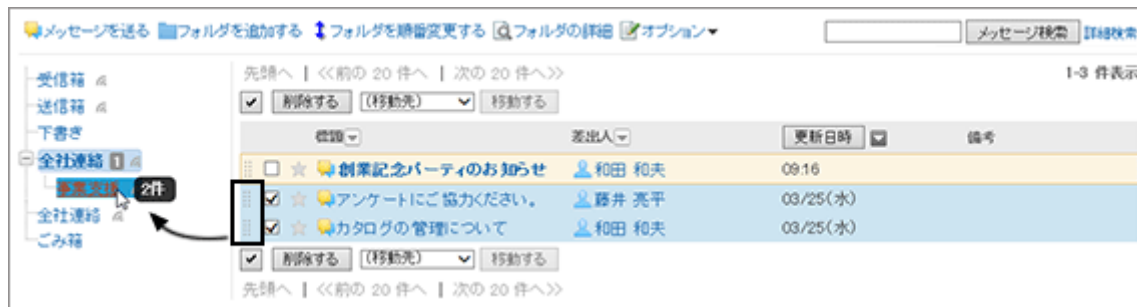 メッセージを送る フォルダを追加する フォルダを順番変更する フォルダの詳細 オプション▼ メッセージ検索 詳細検索
先頭へ | <<前の 20 件へ | 次の 20 件へ>> 1-3 件表示
削除する (移動先) 移動する
標題 差出人 更新日時 備考
創業記念パーティのお知らせ 和田 和夫 09:16
アンケートにご協力ください。 藤井 亮平 03/25(水)
カタログの管理について 和田 和夫 03/25(水)
削除する (移動先) 移動する
先頭へ | <<前の 20 件へ | 次の 20 件へ>>
受信箱
送信箱
下書き
全社連絡 1
2件
全社連絡
ごみ箱